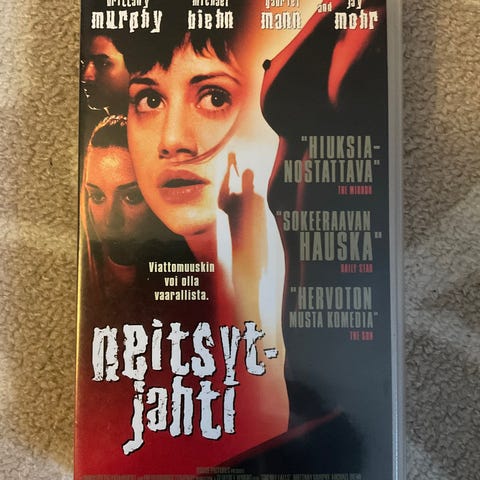 brittany michael gabriel and jay
murphy biehn mann mohr
"HIUKSIA-
NOSTATTAVA"
THE MIRROR
"SOKEERAAVAN
HAUSKA"
DAILY STAR
"HERVOTON
MUSTA KOMEDIA"
THE SUN
Viattomuuskin
voi olla
vaarallista.
neitsyt-
jahti